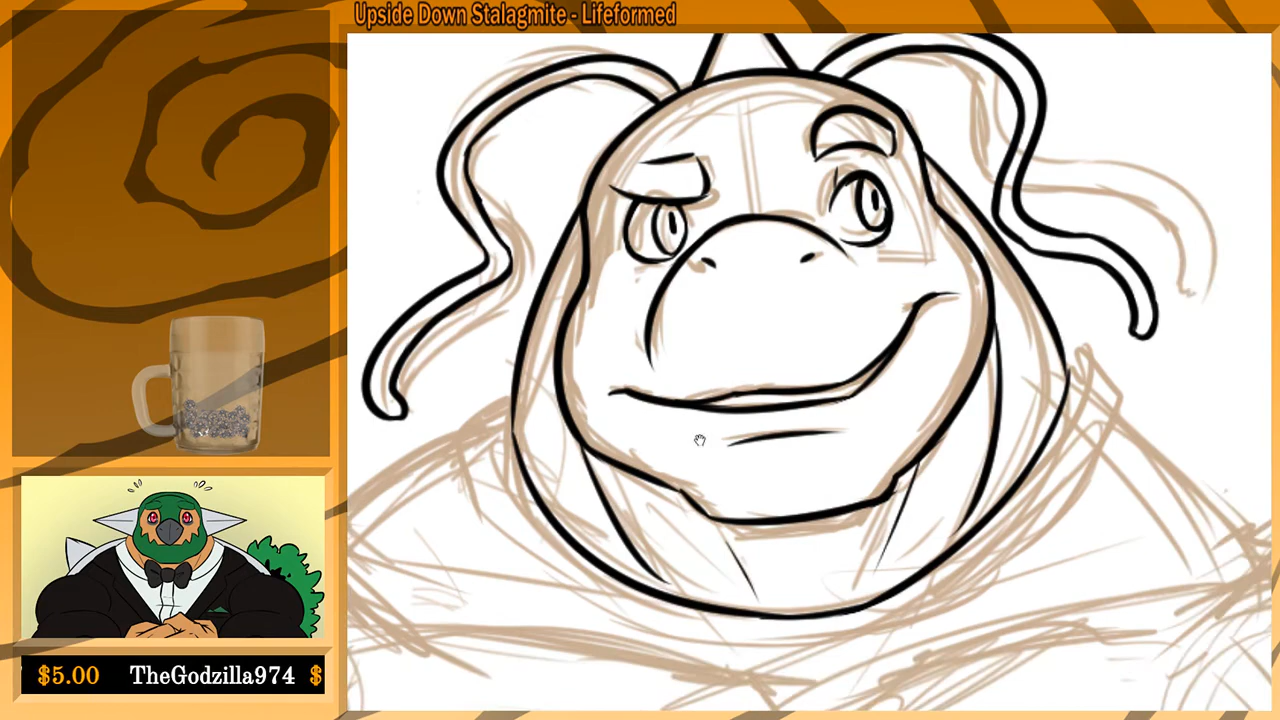 Upside Down Stalagmite - Lifeformed
$5.00 TheGodzilla974 $